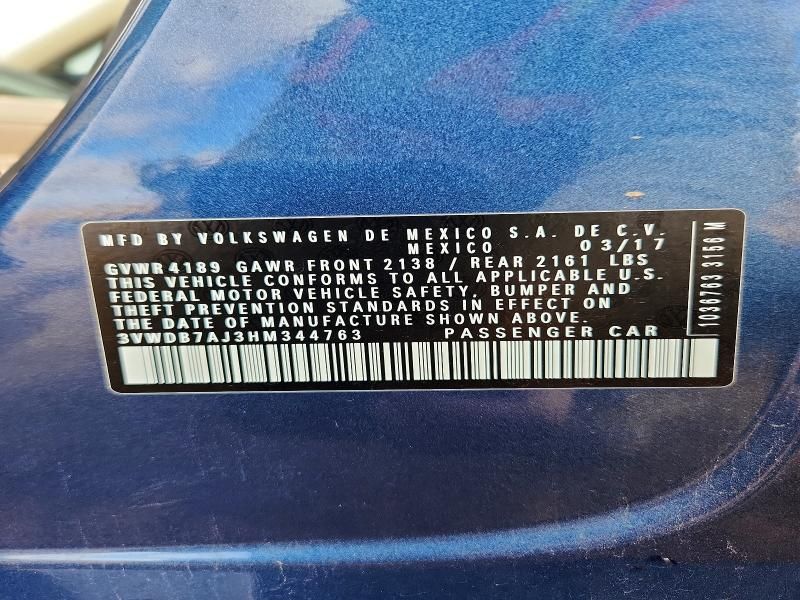 MFD BY VOLKSWAGEN DE MEXICO S.A. DE C.V.
MEXICO 03/17
GVWR 4189 GAWR FRONT 2138 / REAR 2161 LBS
THIS VEHICLE CONFORMS TO ALL APPLICABLE U.S.
FEDERAL MOTOR VEHICLE SAFETY, BUMPER AND
THEFT PREVENTION STANDARDS IN EFFECT ON
THE DATE OF MANUFACTURE SHOWN ABOVE.
3VWDB7AJ3HM344763 PASSENGER CAR
1036763 3156 M